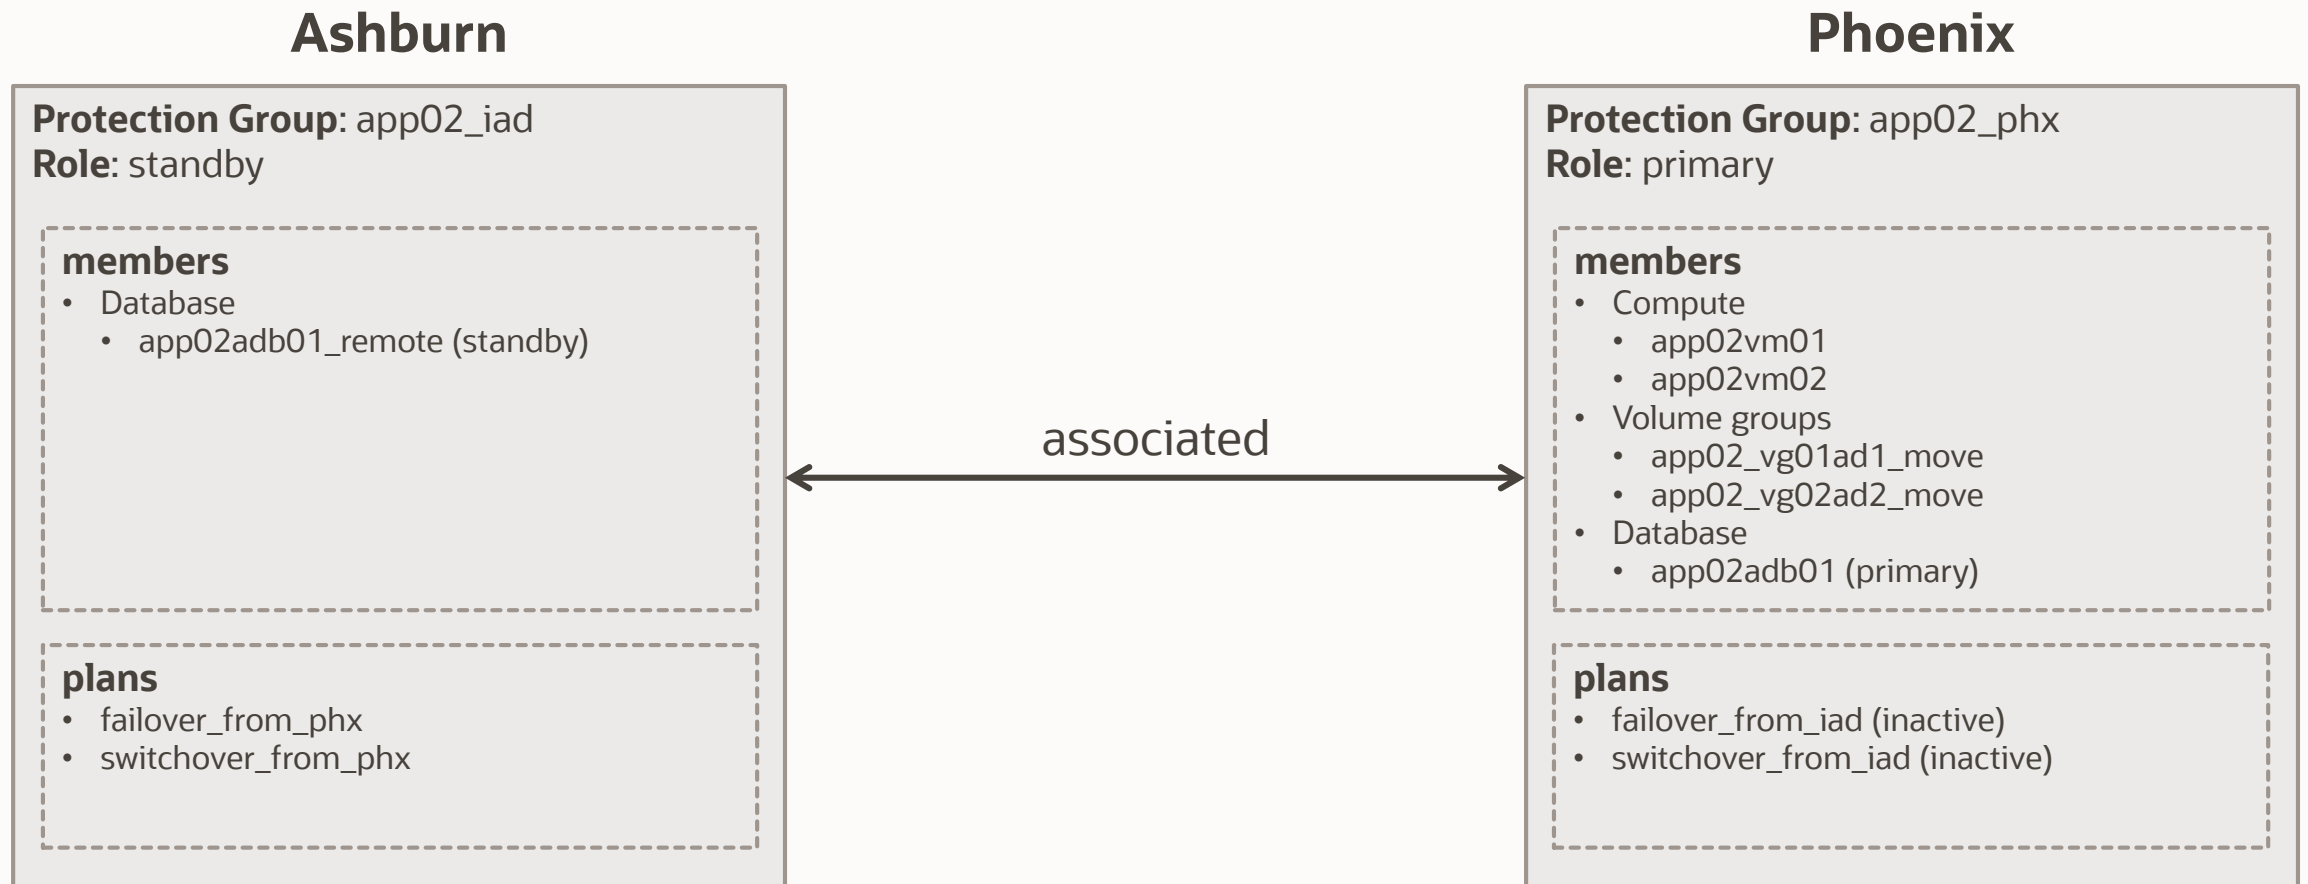 Ashburn
Protection Group: app02_iad
Role: standby
members
• Database
• app02adb01_remote (standby)
plans
• failover_from_phx
• switchover_from_phx
associated
Phoenix
Protection Group: app02_phx
Role: primary
members
• Compute
• app02vm01
• app02vm02
• Volume groups
• app02_vg01ad1_move
• app02_vg02ad2_move
• Database
• app02adb01 (primary)
plans
• failover_from_iad (inactive)
• switchover_from_iad (inactive)